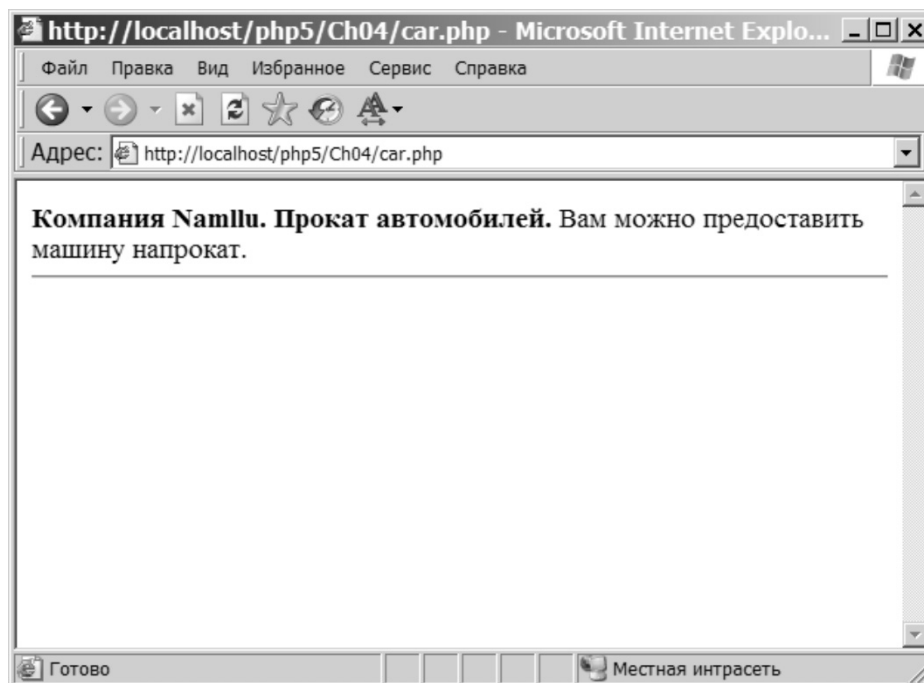 http://localhost/php5/Ch04/car.php - Microsoft Internet Explo...
Файл Правка Вид Избранное Сервис Справка
Адрес: http://localhost/php5/Ch04/car.php
Компания Namllu. Прокат автомобилей. Вам можно предоставить
машину напрокат.
Готово Местная интрасеть